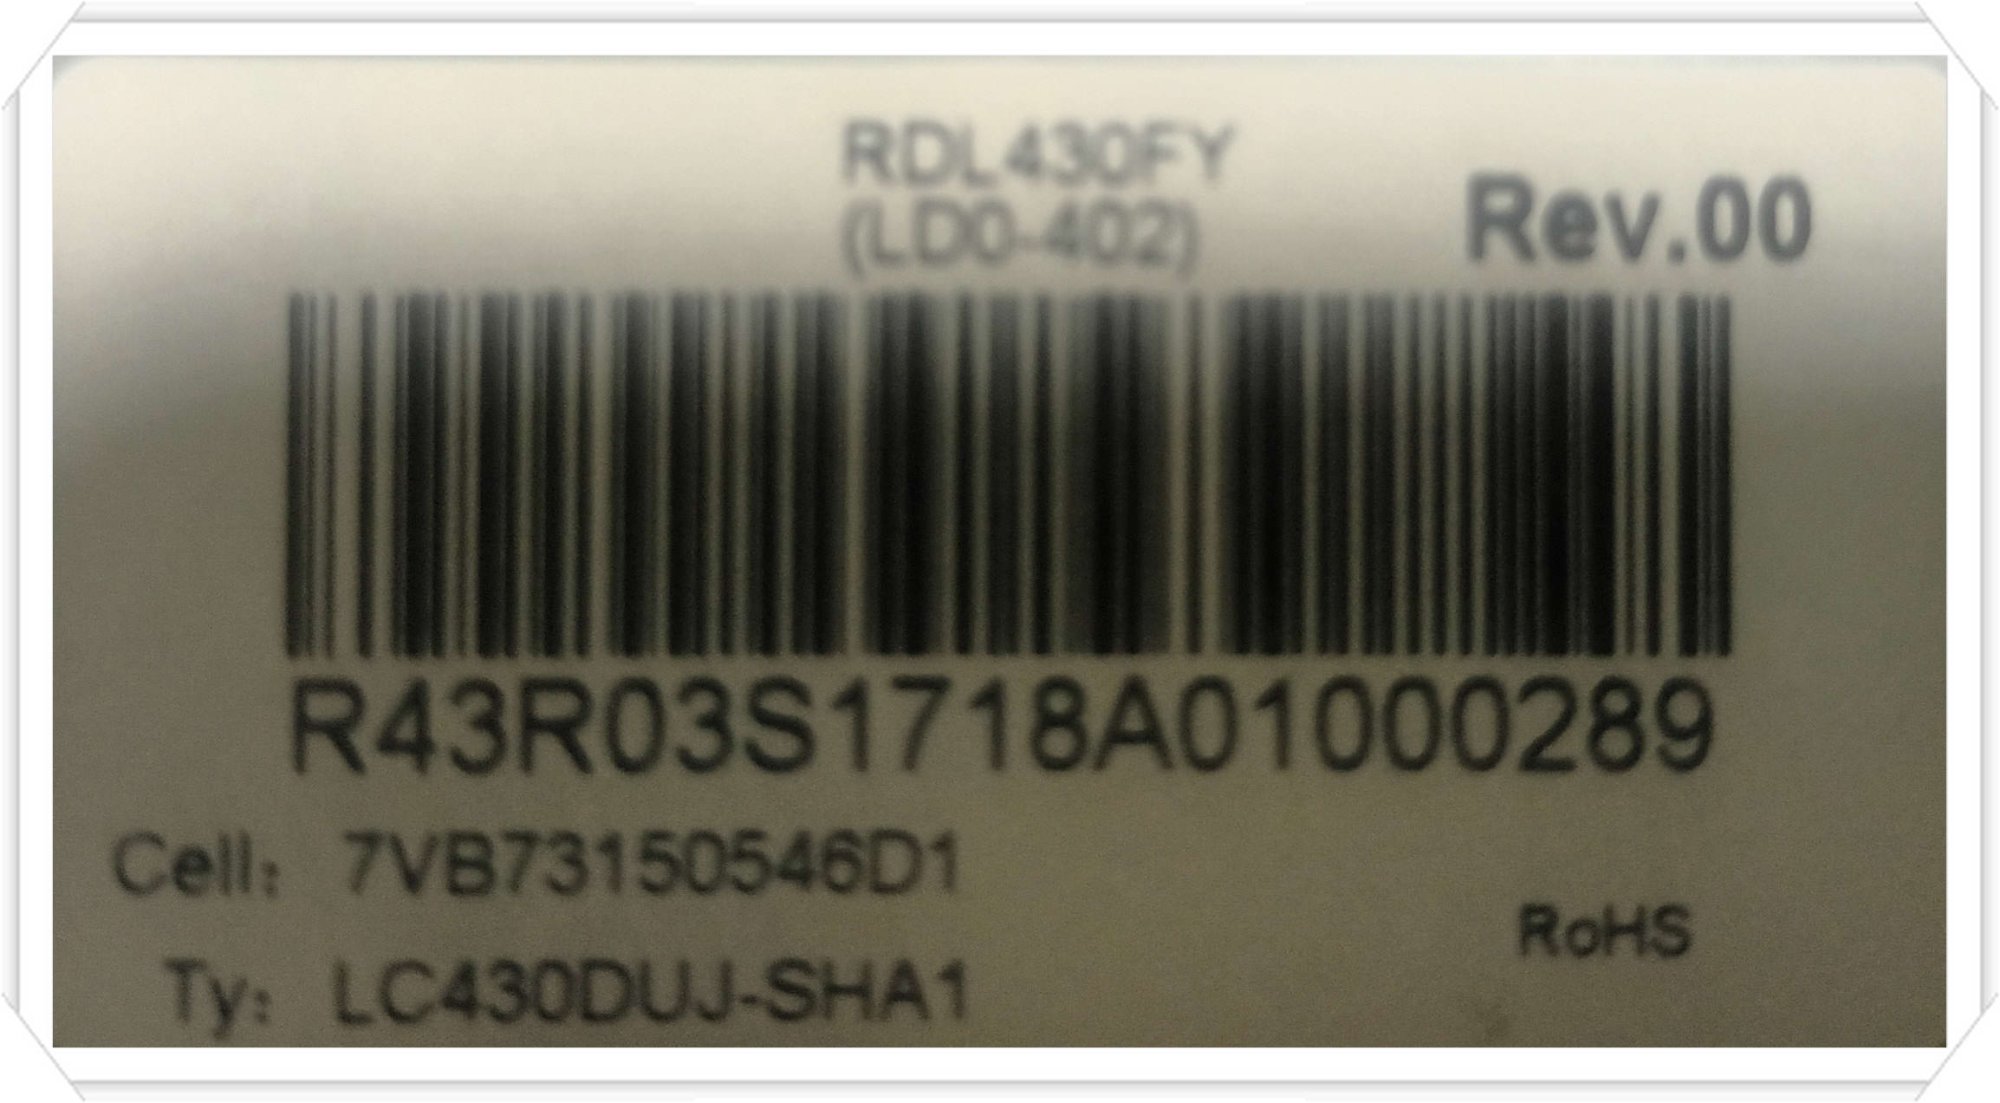 RDL430FY
(LD0-402)
Rev.00
R43R03S1718A01000289
Cell: 7VB73150546D1
RoHS
Ty: LC430DUJ-SHA1